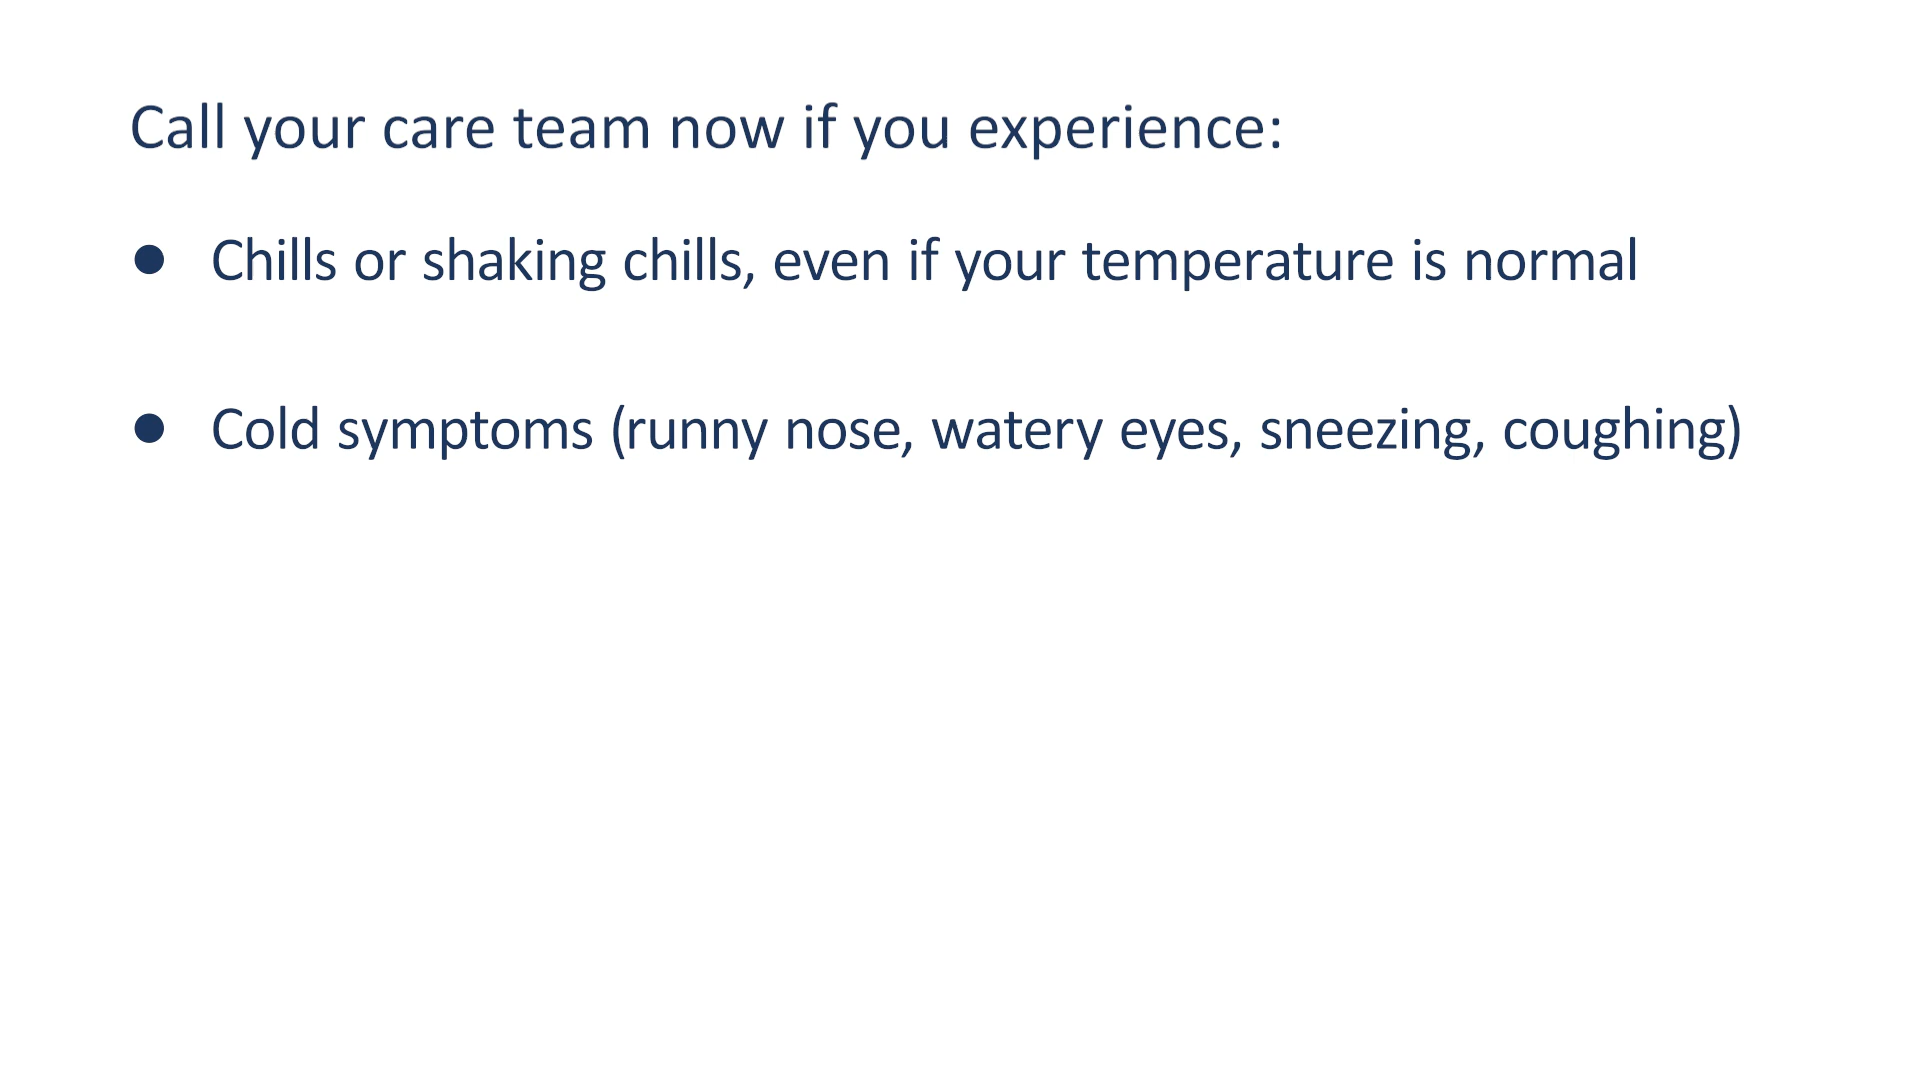 Call your care team now if you experience:
● Chills or shaking chills, even if your temperature is normal
● Cold symptoms (runny nose, watery eyes, sneezing, coughing)